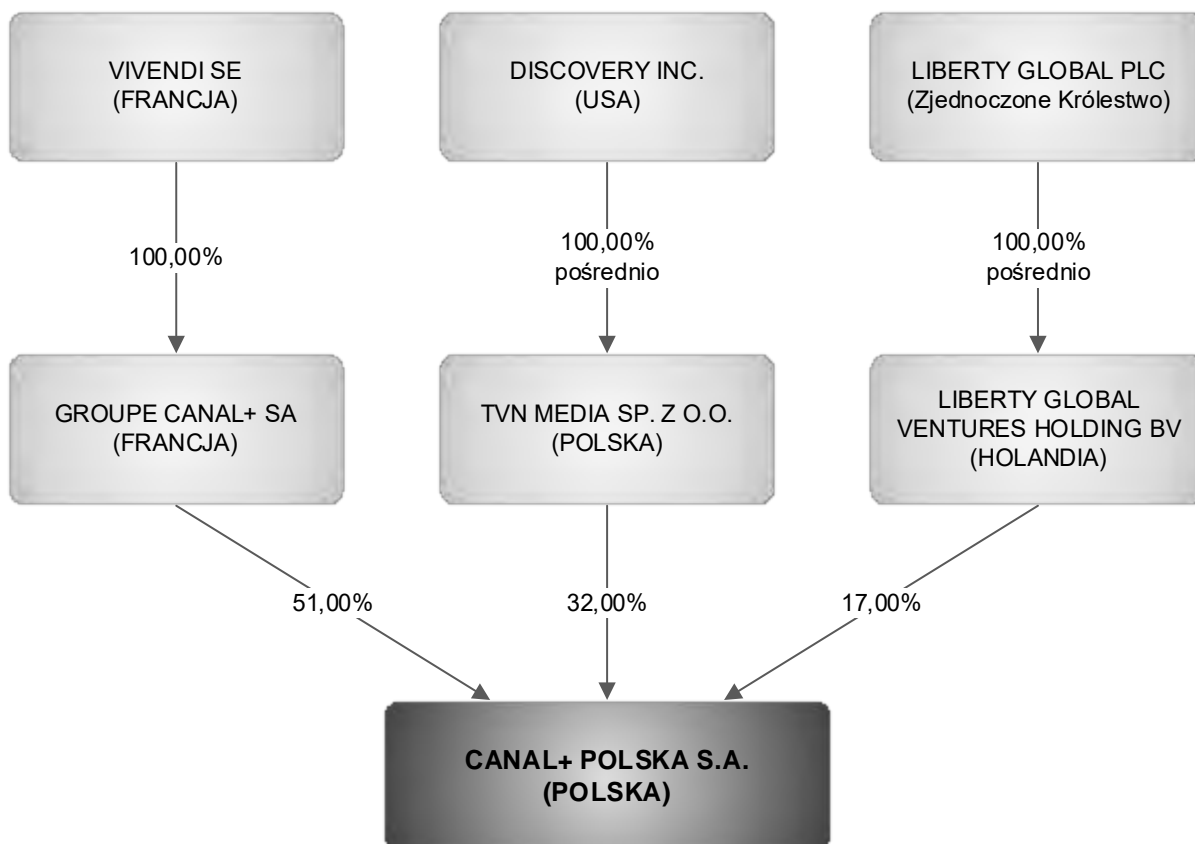 VIVENDI SE
(FRANCJA)
DISCOVERY INC.
(USA)
LIBERTY GLOBAL PLC
(Zjednoczone Królestwo)
100,00%
100,00%
pośrednio
100,00%
pośrednio
GROUPE CANAL+ SA
(FRANCJA)
TVN MEDIA SP. Z O.O.
(POLSKA)
LIBERTY GLOBAL
VENTURES HOLDING BV
(HOLANDIA)
51,00%
32,00%
17,00%
CANAL+ POLSKA S.A.
(POLSKA)